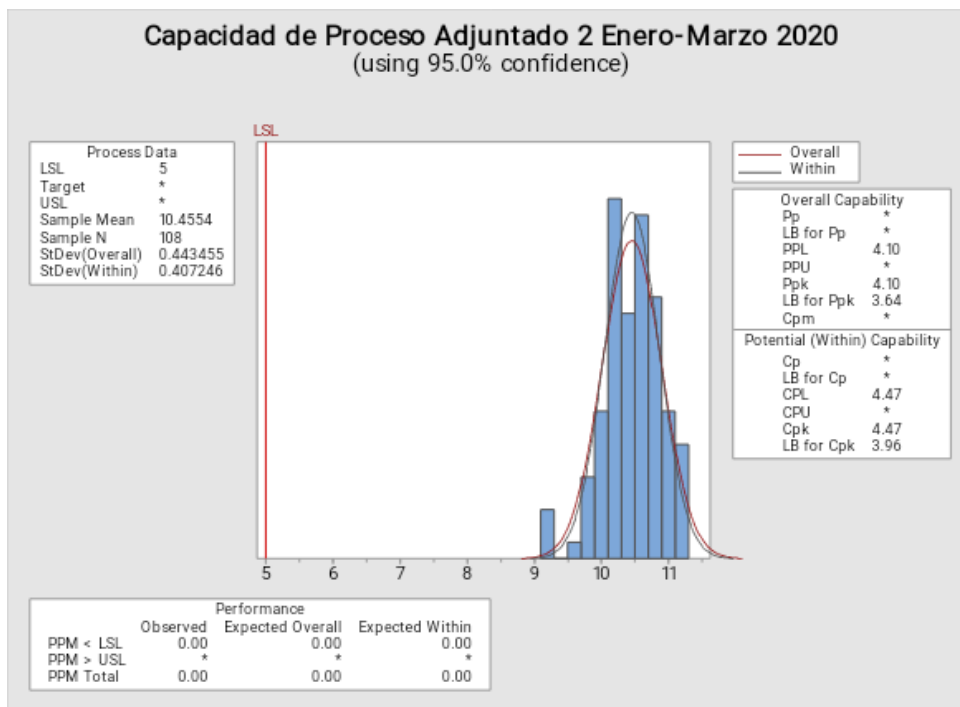 Capacidad de Proceso Adjuntado 2 Enero-Marzo 2020
(using 95.0% confidence)
LSL
Process Data
LSL 5
Target *
USL *
Sample Mean 10.4554
Sample N 108
StDev(Overall) 0.443455
StDev(Within) 0.407246
Overall
Within
Overall Capability
Pp *
LB for Pp *
PPL 4.10
PPU *
Ppk 4.10
LB for Ppk 3.64
Cpm *
Potential (Within) Capability
Cp *
LB for Cp *
CPL 4.47
CPU *
Cpk 4.47
LB for Cpk 3.96
5 6 7 8 9 10 11
Performance
Observed Expected Overall Expected Within
PPM < LSL 0.00 0.00 0.00
PPM > USL * * *
PPM Total 0.00 0.00 0.00